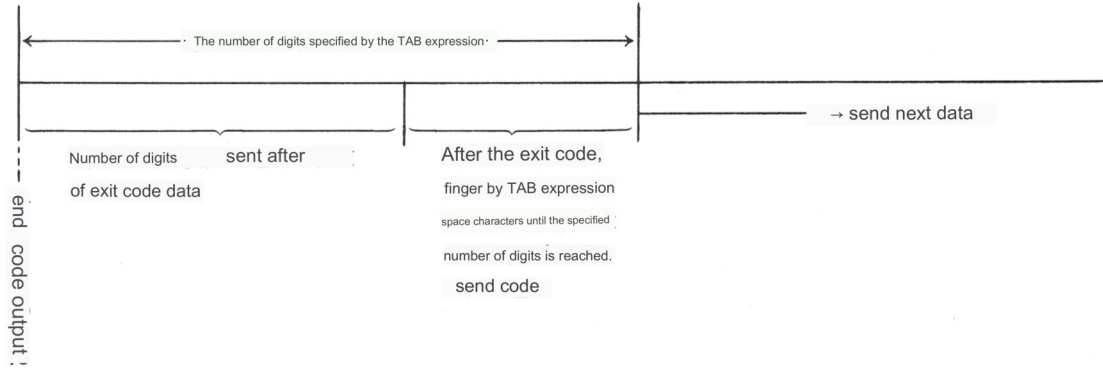 The number of digits specified by the TAB expression
→ send next data
Number of digits sent after
of exit code data
After the exit code,
finger by TAB expression
space characters until the specified
number of digits is reached.
send code
end code output